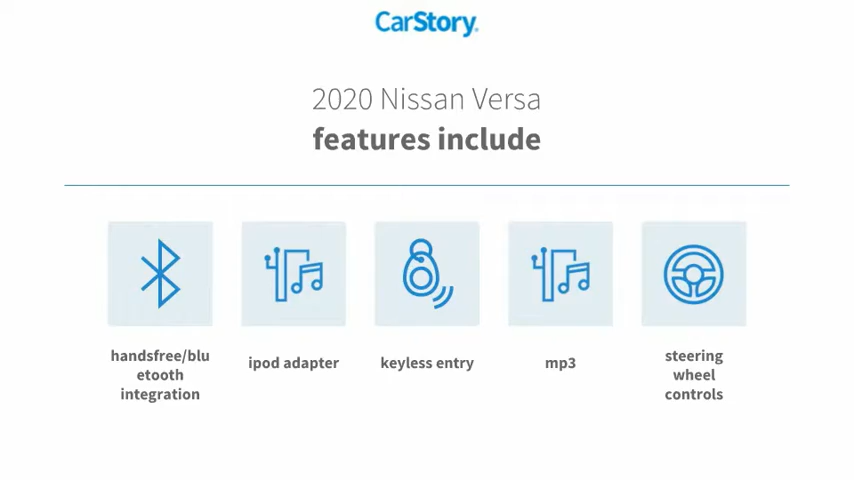 CarStory.
2020 Nissan Versa
features include
handsfree/blu
etooth
integration
ipod adapter
keyless entry
mp3
steering
wheel
controls